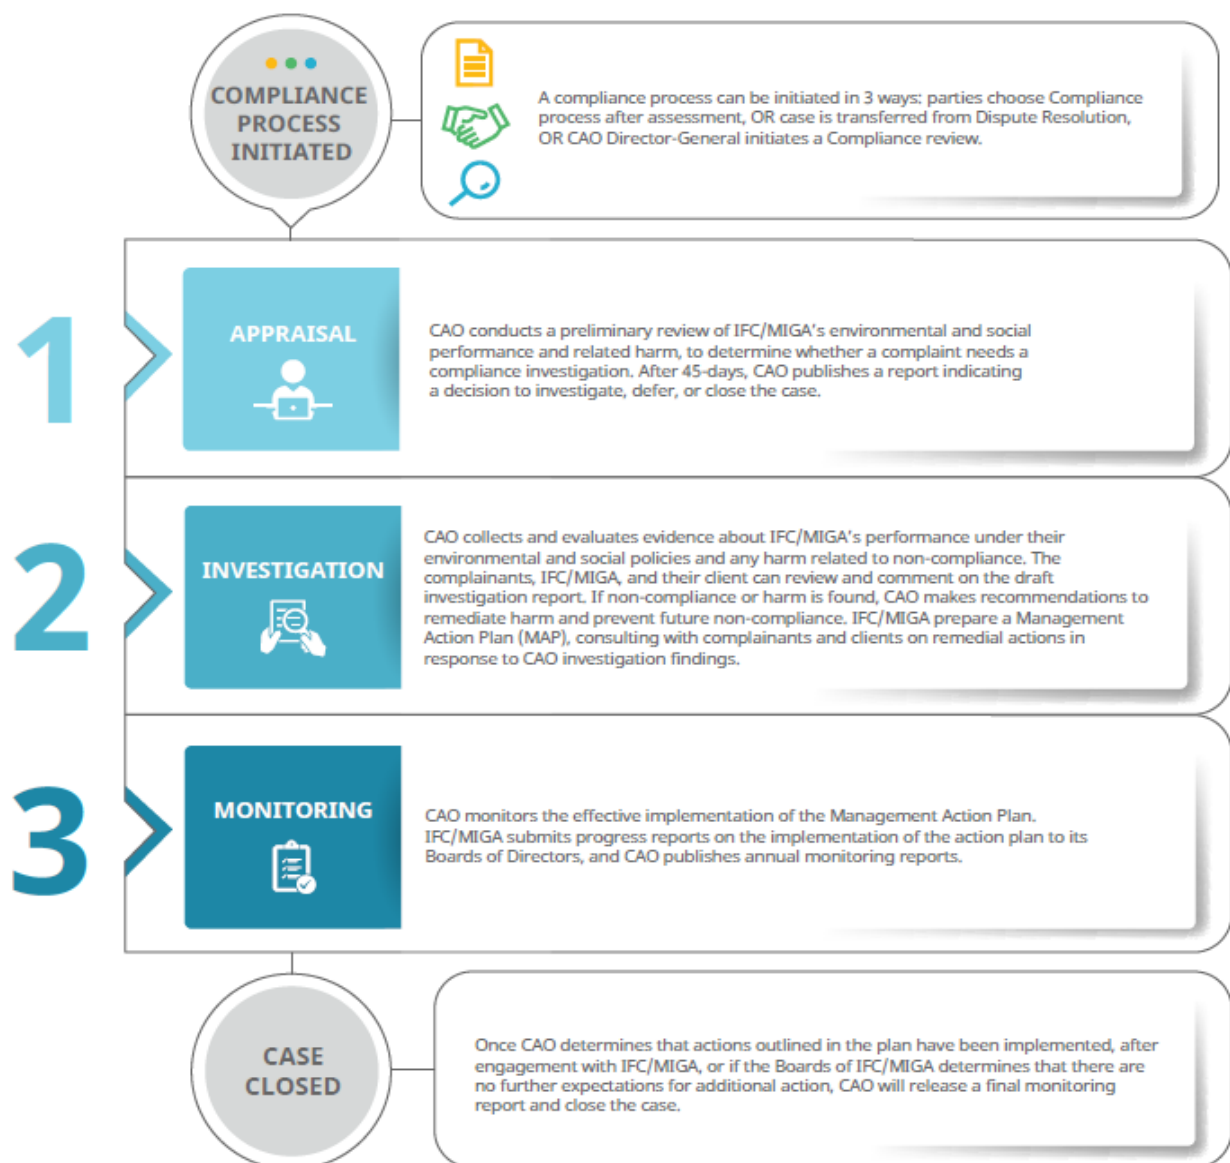 COMPLIANCE
PROCESS
INITIATED
A compliance process can be initiated in 3 ways: parties choose Compliance
process after assessment, OR case is transferred from Dispute Resolution,
OR CAO Director-General initiates a Compliance review.
1
APPRAISAL
CAO conducts a preliminary review of IFC/MIGA's environmental and social
performance and related harm, to determine whether a complaint needs a
compliance investigation. After 45-days, CAO publishes a report indicating
a decision to investigate, defer, or close the case.
2
INVESTIGATION
CAO collects and evaluates evidence about IFC/MIGA's performance under their
environmental and social policies and any harm related to non-compliance. The
complainants, IFC/MIGA, and their client can review and comment on the draft
investigation report. If non-compliance or harm is found, CAO makes recommendations to
remediate harm and prevent future non-compliance. IFC/MIGA prepare a Management
Action Plan (MAP), consulting with complainants and clients on remedial actions in
response to CAO investigation findings.
3
MONITORING
CAO monitors the effective implementation of the Management Action Plan.
IFC/MIGA submits progress reports on the implementation of the action plan to its
Boards of Directors, and CAO publishes annual monitoring reports.
CASE
CLOSED
Once CAO determines that actions outlined in the plan have been implemented, after
engagement with IFC/MIGA, or if the Boards of IFC/MIGA determines that there are
no further expectations for additional action, CAO will release a final monitoring
report and close the case.